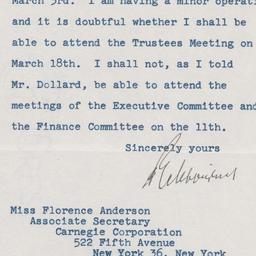 March 3rd. I am having a minor operati
and it is doubtful whether I shall be
able to attend the Trustees Meeting on
March 18th. I shall not, as I told
Mr. Dollard, be able to attend the
meetings of the Executive Committee and
the Finance Committee on the 11th.
Sincerely yours
Miss Florence Anderson
Associate Secretary
Carnegie Corporation
522 Fifth Avenue
New York 36, New York